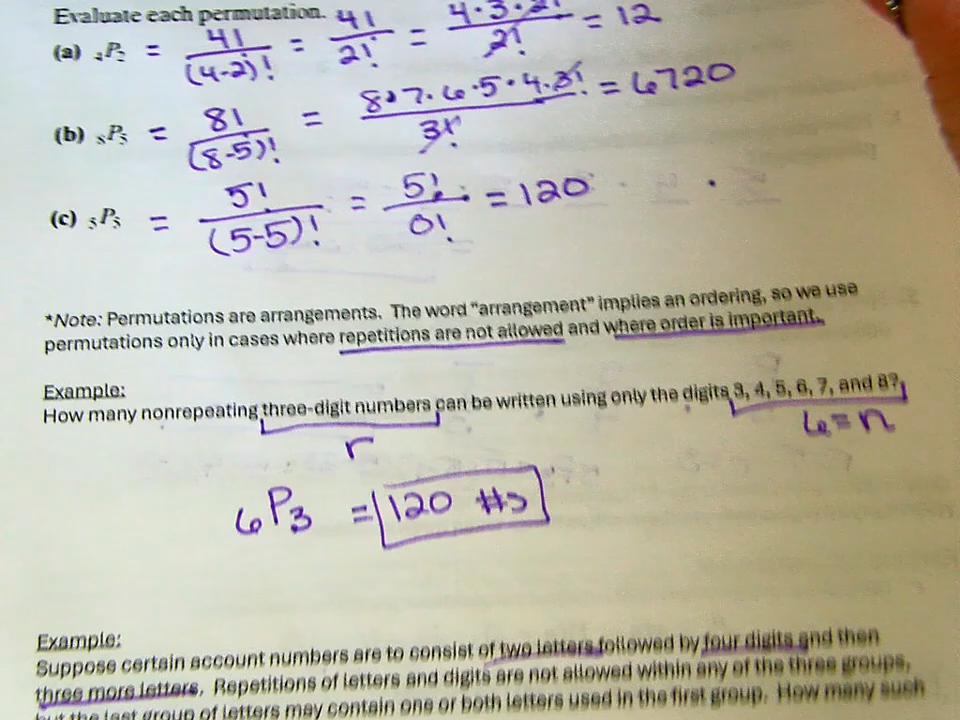 Evaluate each permutation.
(a) ₄P₂ = 4! / (4-2)! = 4! / 2! = 4·3·2! / 2! = 12
(b) ₈P₅ = 8! / (8-5)! = 8·7·6·5·4·3! / 3! = 6720
(c) ₅P₅ = 5! / (5-5)! = 5! / 0! = 120
*Note: Permutations are arrangements. The word "arrangement" implies an ordering, so we use
permutations only in cases where repetitions are not allowed and where order is important.
Example:
How many nonrepeating three-digit numbers can be written using only the digits 3, 4, 5, 6, 7, and 8?
r
6 = n
₆P₃ = 120 #s
Example:
Suppose certain account numbers are to consist of two letters followed by four digits and then
three more letters. Repetitions of letters and digits are not allowed within any of the three groups,
but the last group of letters may contain one or both letters used in the first group. How many such